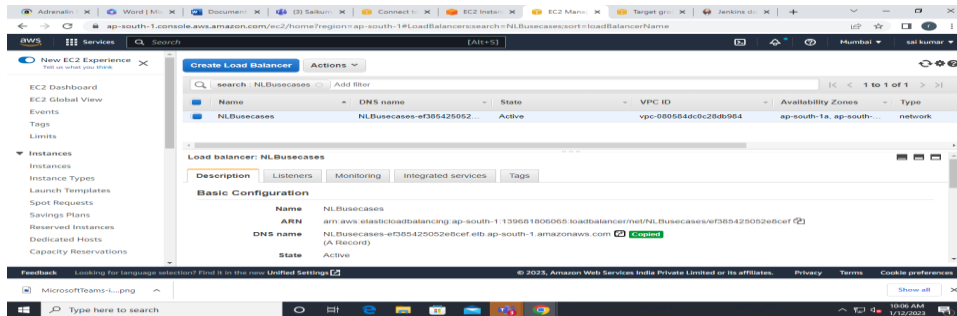 Adrenalin
Word | Mi
Document
(3) Saikum
Connect to
EC2 Instan
EC2 Mana
Target gro
Jenkins do
ap-south-1.console.aws.amazon.com/ec2/home?region=ap-south-1#LoadBalancers:search=NLBusecases;sort=loadBalancerName
aws Services Search [Alt+S] Mumbai sai kumar
New EC2 Experience
Tell us what you think
EC2 Dashboard
EC2 Global View
Events
Tags
Limits
Instances
Instances
Instance Types
Launch Templates
Spot Requests
Savings Plans
Reserved Instances
Dedicated Hosts
Capacity Reservations
Create Load Balancer Actions
search : NLBusecases Add filter 1 to 1 of 1
Name DNS name State VPC ID Availability Zones Type
NLBusecases NLBusecases-ef385425052... Active vpc-080584dc0c28db984 ap-south-1a, ap-south-... network
Load balancer: NLBusecases
Description Listeners Monitoring Integrated services Tags
Basic Configuration
Name NLBusecases
ARN arn:aws:elasticloadbalancing:ap-south-1:139681806065:loadbalancer/net/NLBusecases/ef385425052e8cef
DNS name NLBusecases-ef385425052e8cef.elb.ap-south-1.amazonaws.com Copied
(A Record)
State Active
Feedback Looking for language selection? Find it in the new Unified Settings © 2023, Amazon Web Services India Private Limited or its affiliates. Privacy Terms Cookie preferences
MicrosoftTeams-i....png Show all
Type here to search 10:06 AM
1/12/2023